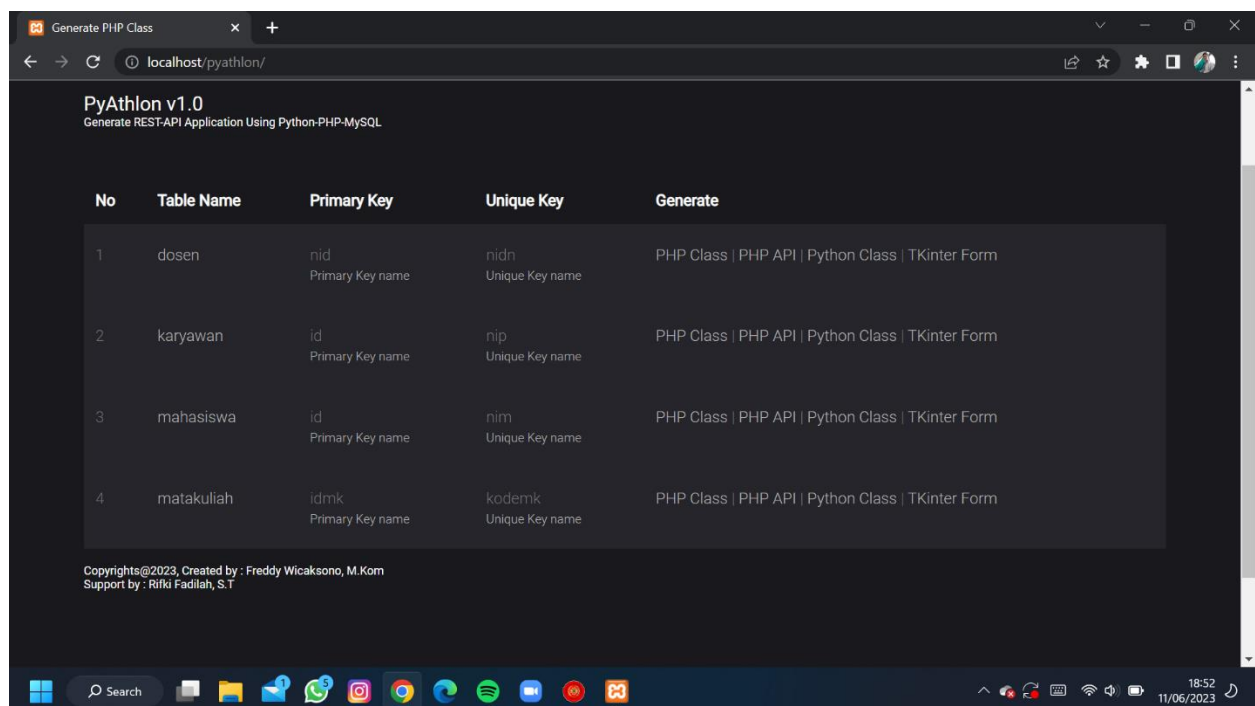 Generate PHP Class
localhost/pyathlon/
PyAthlon v1.0
Generate REST-API Application Using Python-PHP-MySQL
No Table Name Primary Key Unique Key Generate
1 dosen nid nidn PHP Class | PHP API | Python Class | TKinter Form
Primary Key name Unique Key name
2 karyawan id nip PHP Class | PHP API | Python Class | TKinter Form
Primary Key name Unique Key name
3 mahasiswa id nim PHP Class | PHP API | Python Class | TKinter Form
Primary Key name Unique Key name
4 matakuliah idmk kodemk PHP Class | PHP API | Python Class | TKinter Form
Primary Key name Unique Key name
Copyrights@2023, Created by : Freddy Wicaksono, M.Kom
Support by : Rifki Fadilah, S.T
Search 1 5 18:52
11/06/2023